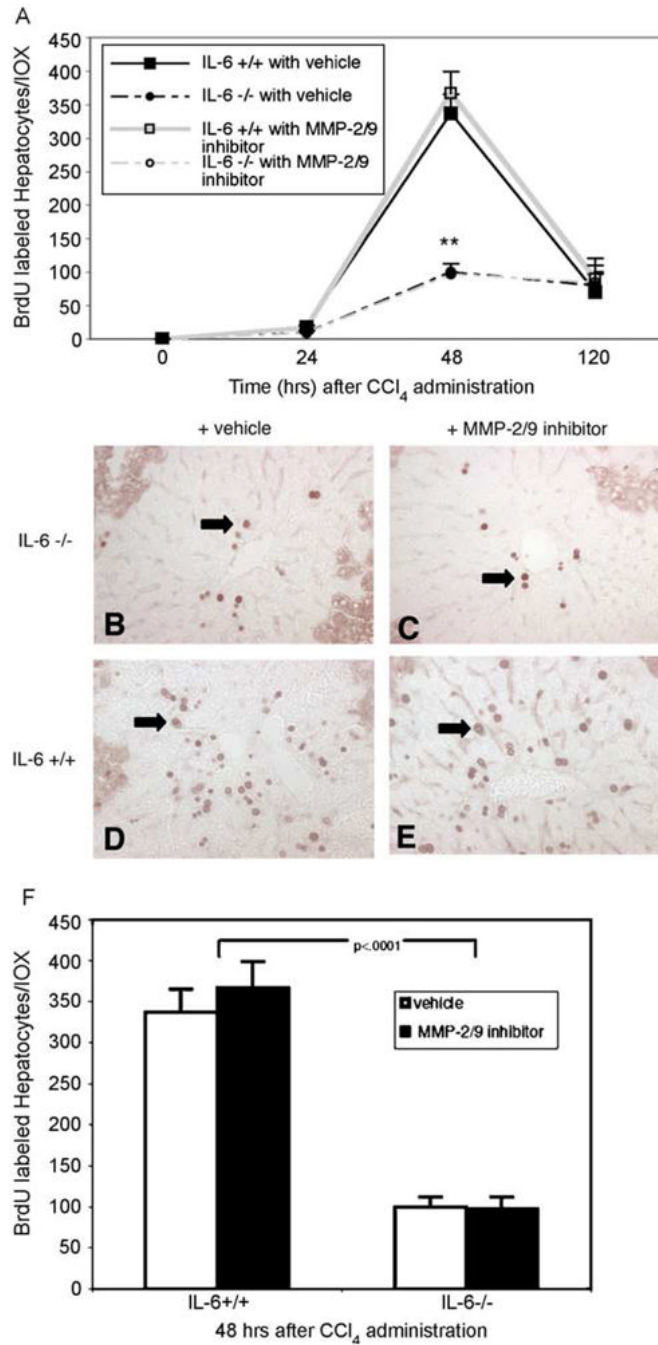 A
450
400
350
300
250
200
150
100
50
0
BrdU labeled Hepatocytes/IOX
IL-6 +/+ with vehicle
IL-6 -/- with vehicle
IL-6 +/+ with MMP-2/9
inhibitor
IL-6 -/- with MMP-2/9
inhibitor
**
0 24 48 120
Time (hrs) after CCl₄ administration
+ vehicle
+ MMP-2/9 inhibitor
IL-6 -/-
B
C
IL-6 +/+
D
E
F
450
400
350
300
250
200
150
100
50
0
BrdU labeled Hepatocytes/IOX
p<.0001
vehicle
MMP-2/9 inhibitor
IL-6+/+
IL-6-/-
48 hrs after CCl₄ administration